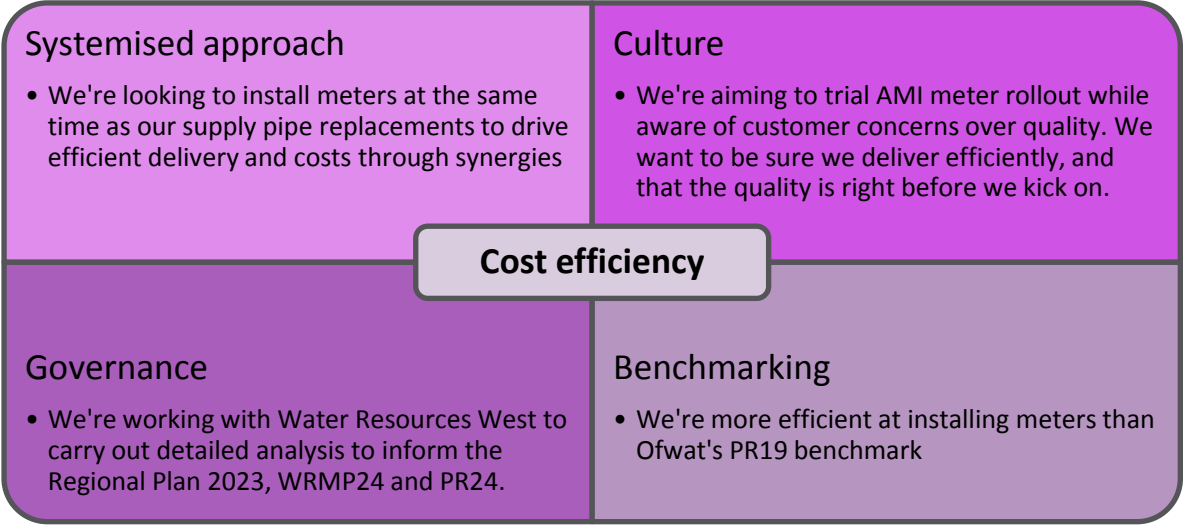 Systemised approach
• We're looking to install meters at the same
time as our supply pipe replacements to drive
efficient delivery and costs through synergies
Culture
• We're aiming to trial AMI meter rollout while
aware of customer concerns over quality. We
want to be sure we deliver efficiently, and
that the quality is right before we kick on.
Cost efficiency
Governance
• We're working with Water Resources West to
carry out detailed analysis to inform the
Regional Plan 2023, WRMP24 and PR24.
Benchmarking
• We're more efficient at installing meters than
Ofwat's PR19 benchmark